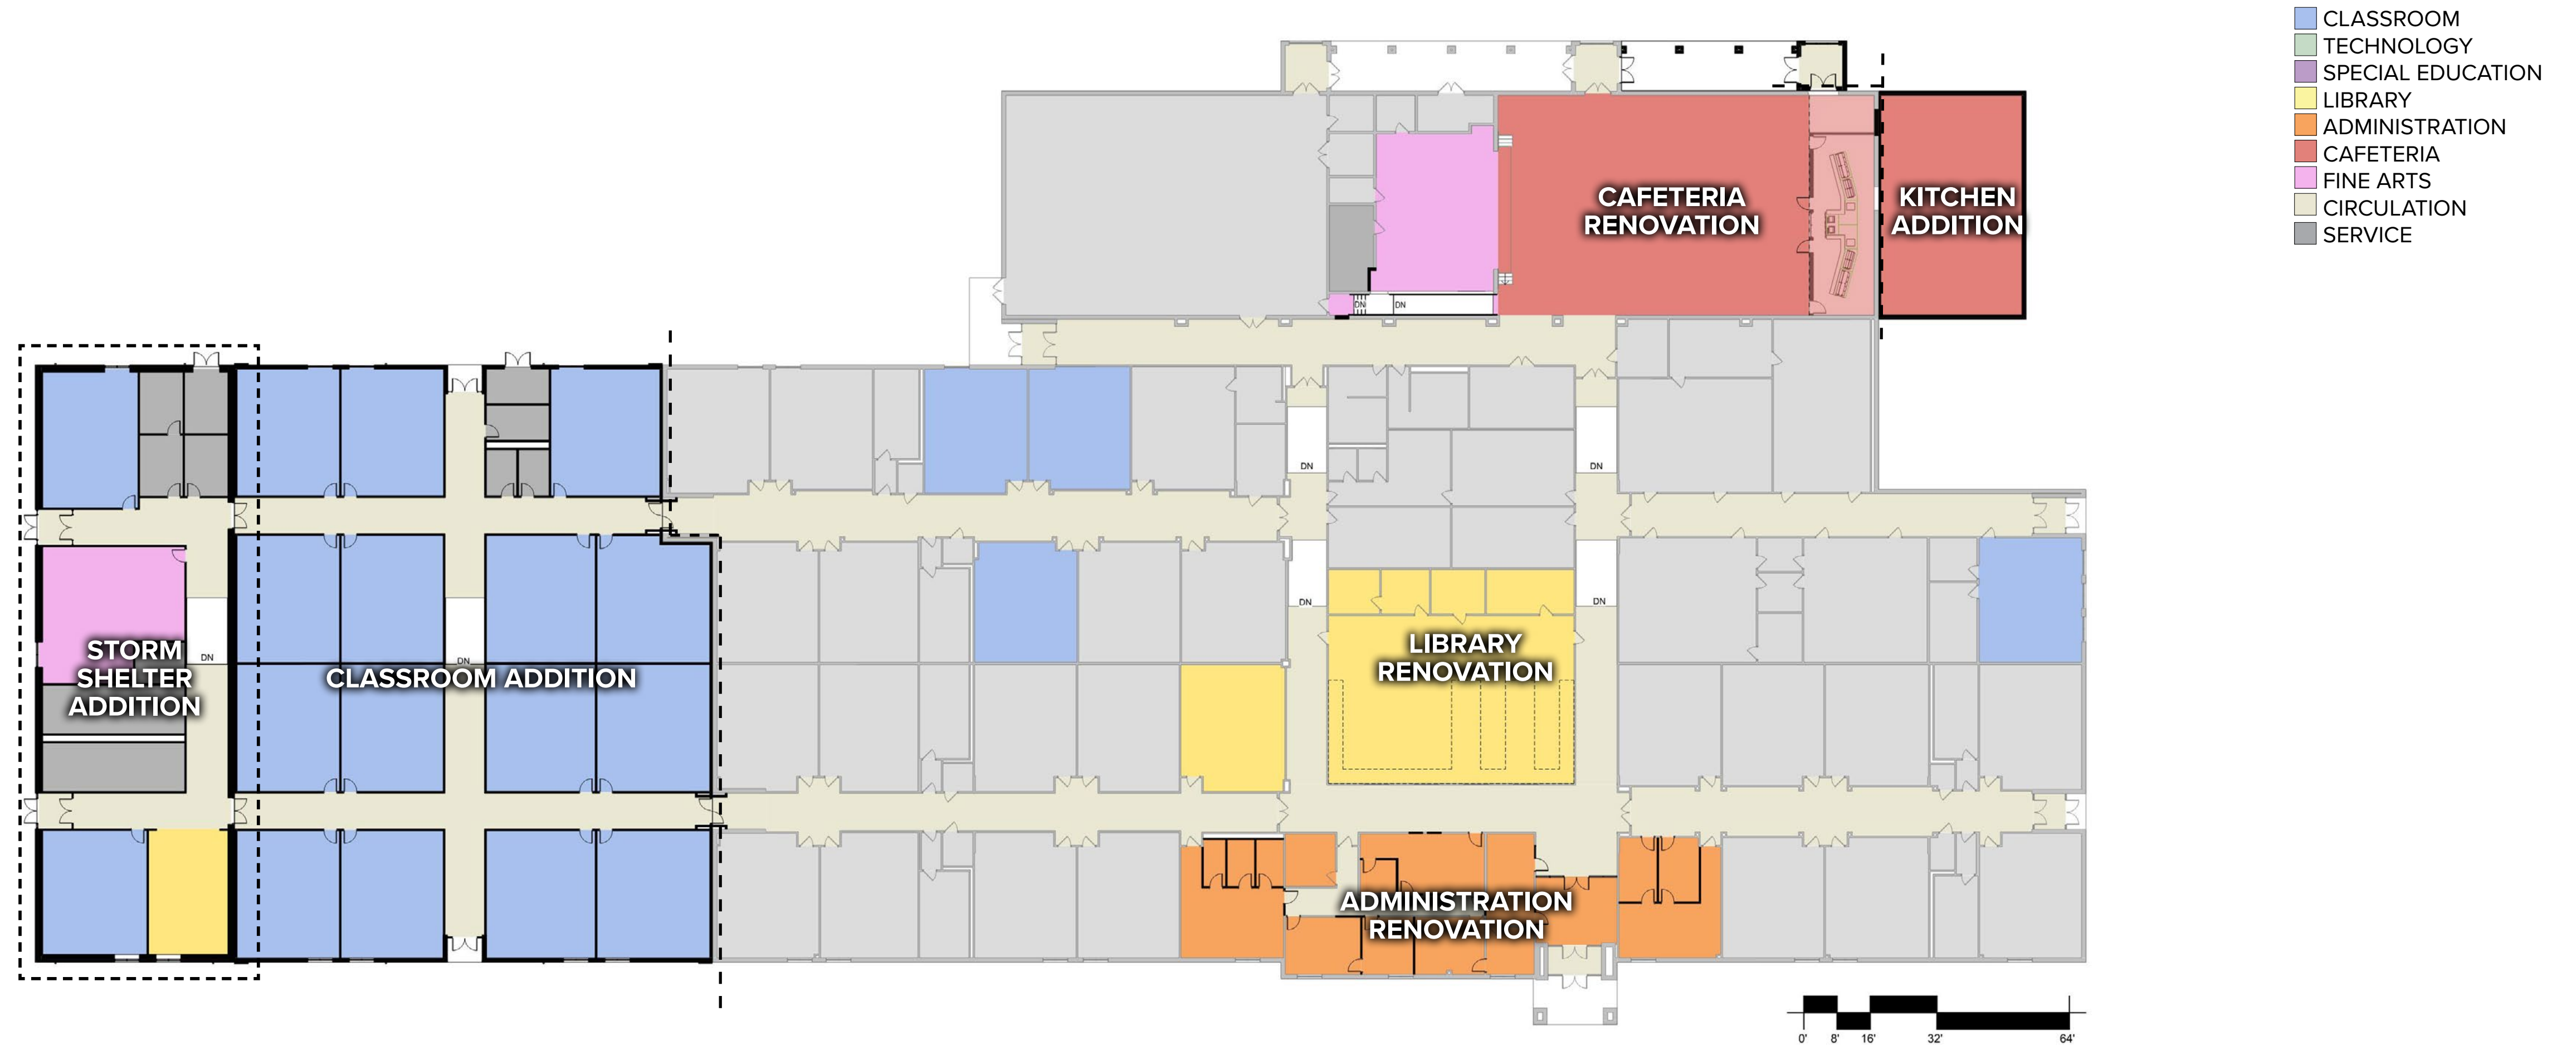 CLASSROOM
TECHNOLOGY
SPECIAL EDUCATION
LIBRARY
ADMINISTRATION
CAFETERIA
FINE ARTS
CIRCULATION
SERVICE
CAFETERIA
RENOVATION
KITCHEN
ADDITION
DN
DN
DN
DN
DN
DN
LIBRARY
RENOVATION
STORM
SHELTER
ADDITION
DN
DN
CLASSROOM ADDITION
ADMINISTRATION
RENOVATION
0' 8' 16' 32' 64'